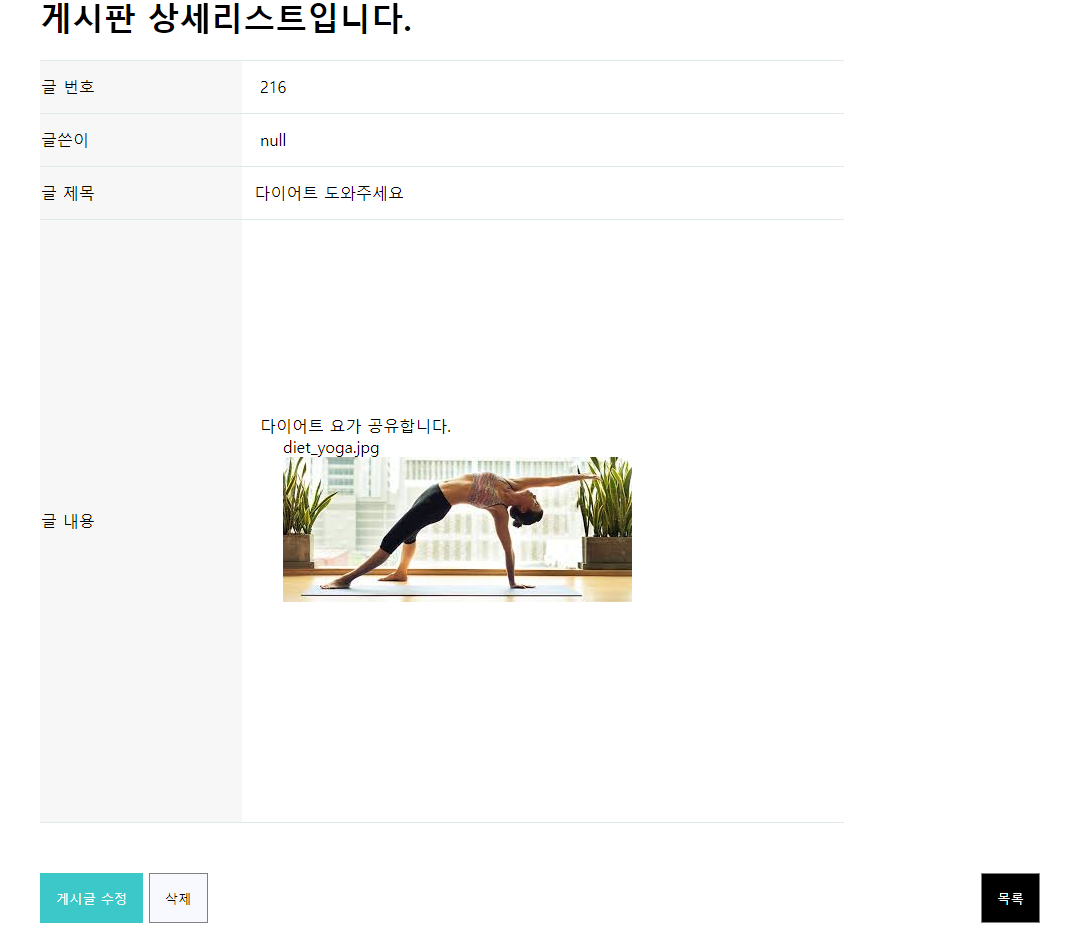 게시판 상세리스트입니다.
글 번호 216
글쓴이 null
글 제목 다이어트 도와주세요
다이어트 요가 공유합니다.
diet_yoga.jpg
글 내용
게시글 수정 삭제 목록